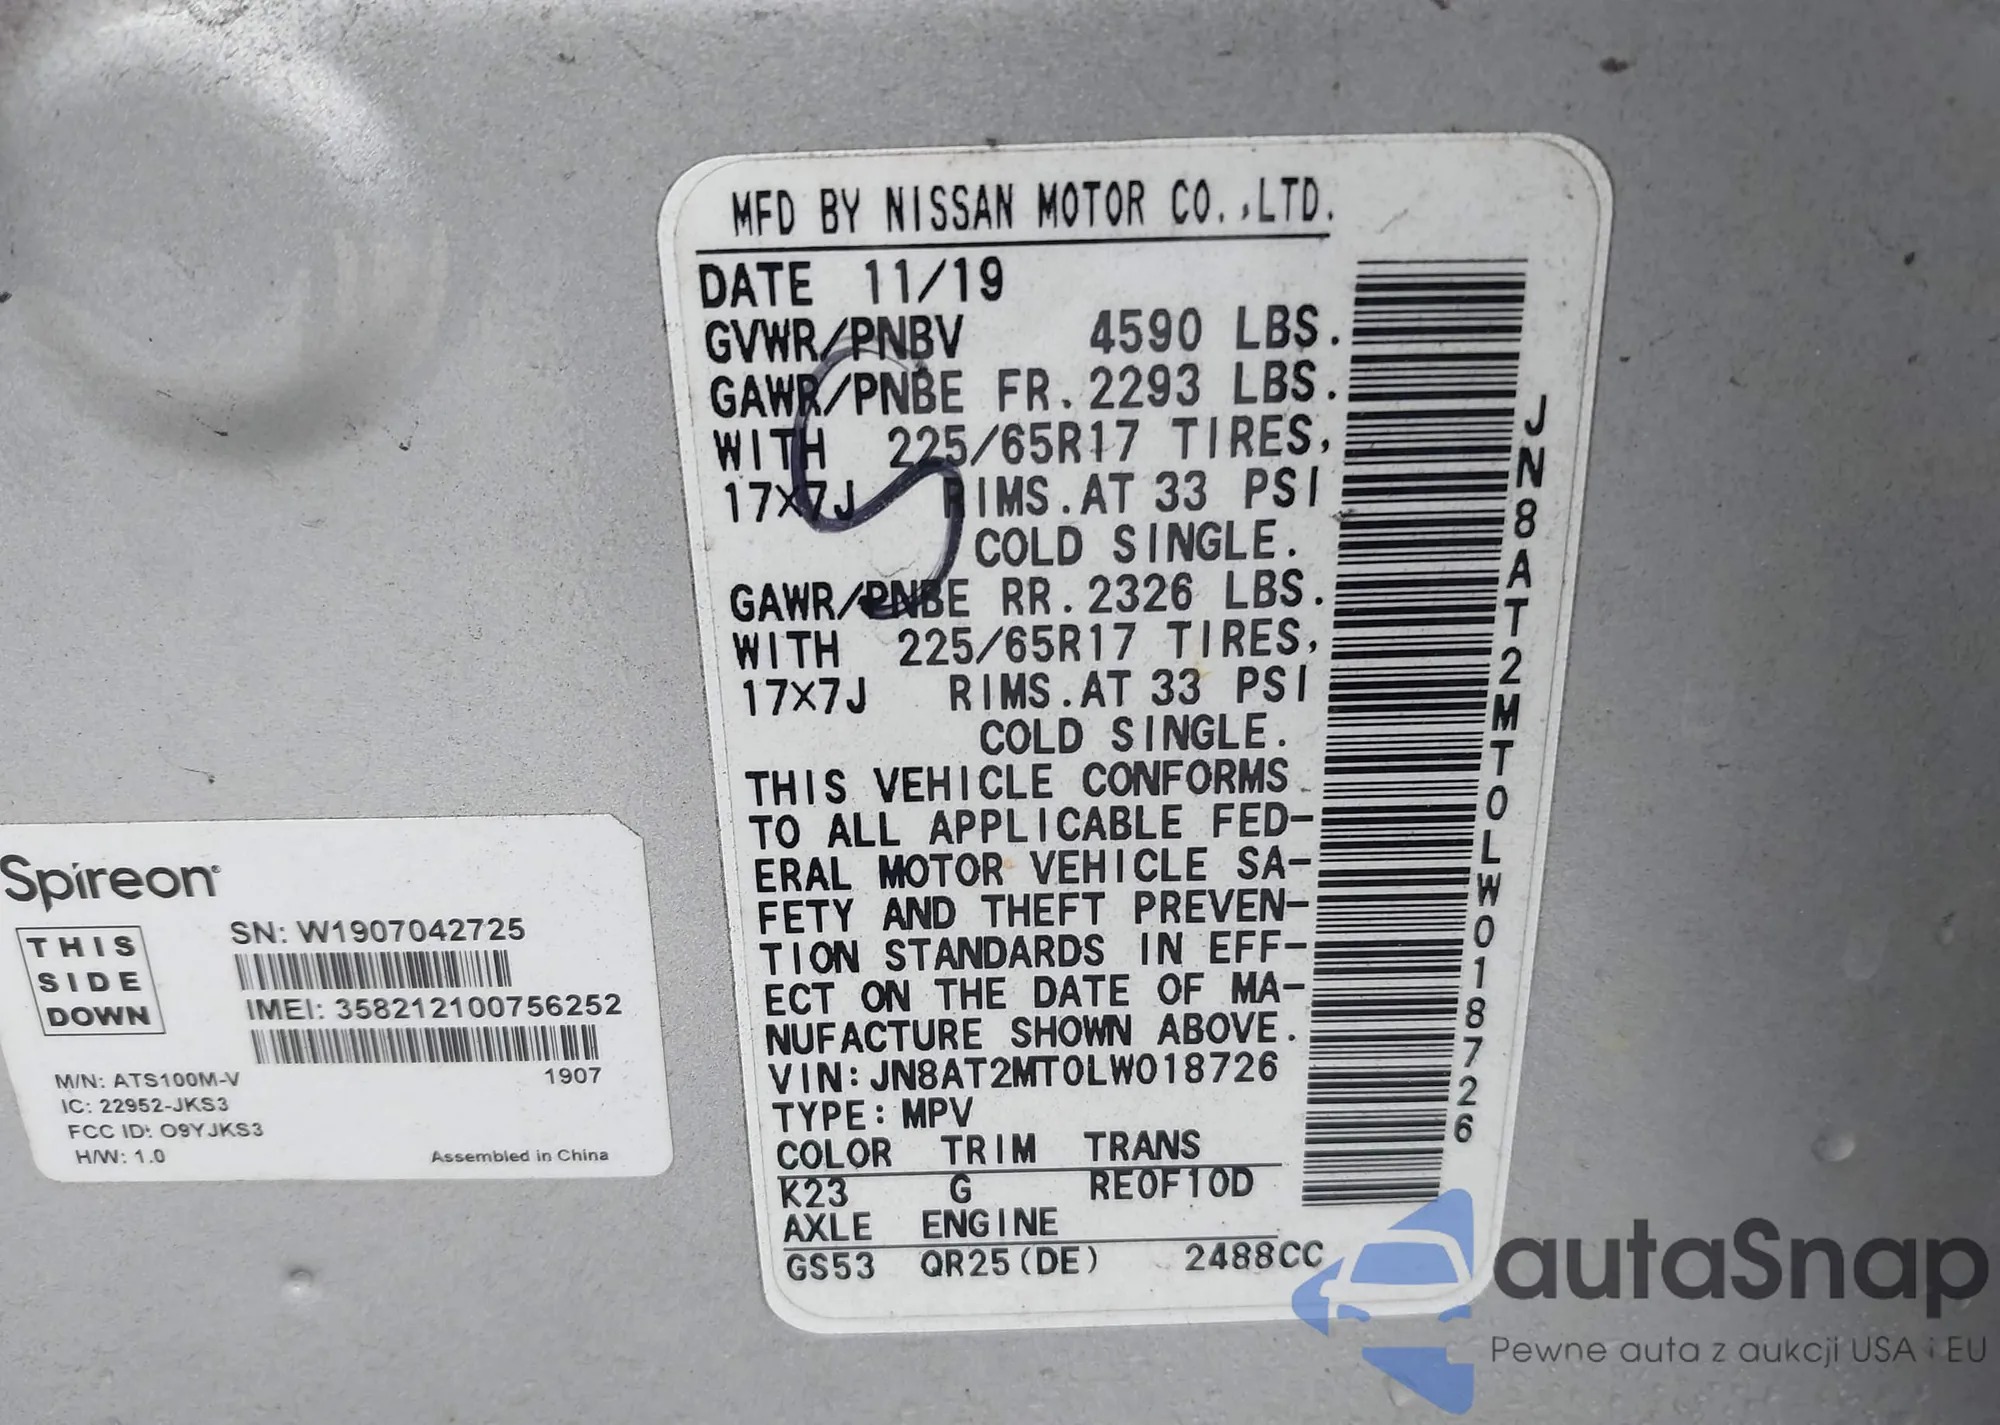 MFD BY NISSAN MOTOR CO.,LTD.
DATE 11/19
GVWR/PNBV 4590 LBS.
GAWR/PNBE FR. 2293 LBS.
WITH 225/65R17 TIRES,
17X7J RIMS. AT 33 PSI
COLD SINGLE.
GAWR/PNBE RR. 2326 LBS.
WITH 225/65R17 TIRES,
17X7J RIMS. AT 33 PSI
COLD SINGLE.
THIS VEHICLE CONFORMS
TO ALL APPLICABLE FED-
ERAL MOTOR VEHICLE SA-
FETY AND THEFT PREVEN-
TION STANDARDS IN EFF-
ECT ON THE DATE OF MA-
NUFACTURE SHOWN ABOVE.
VIN: JN8AT2MT0LW018726
TYPE: MPV
COLOR TRIM TRANS
K23 G RE0F10D
AXLE ENGINE
GS53 QR25(DE) 2488CC
JN8AT2MT0LW018726
Spireon
THIS
SIDE
DOWN
SN: W1907042725
IMEI: 358212100756252
1907
M/N: ATS100M-V
IC: 22952-JKS3
FCC ID: O9YJKS3
H/W: 1.0
Assembled in China
autaSnap
Pewne auta z aukcji USA i EU